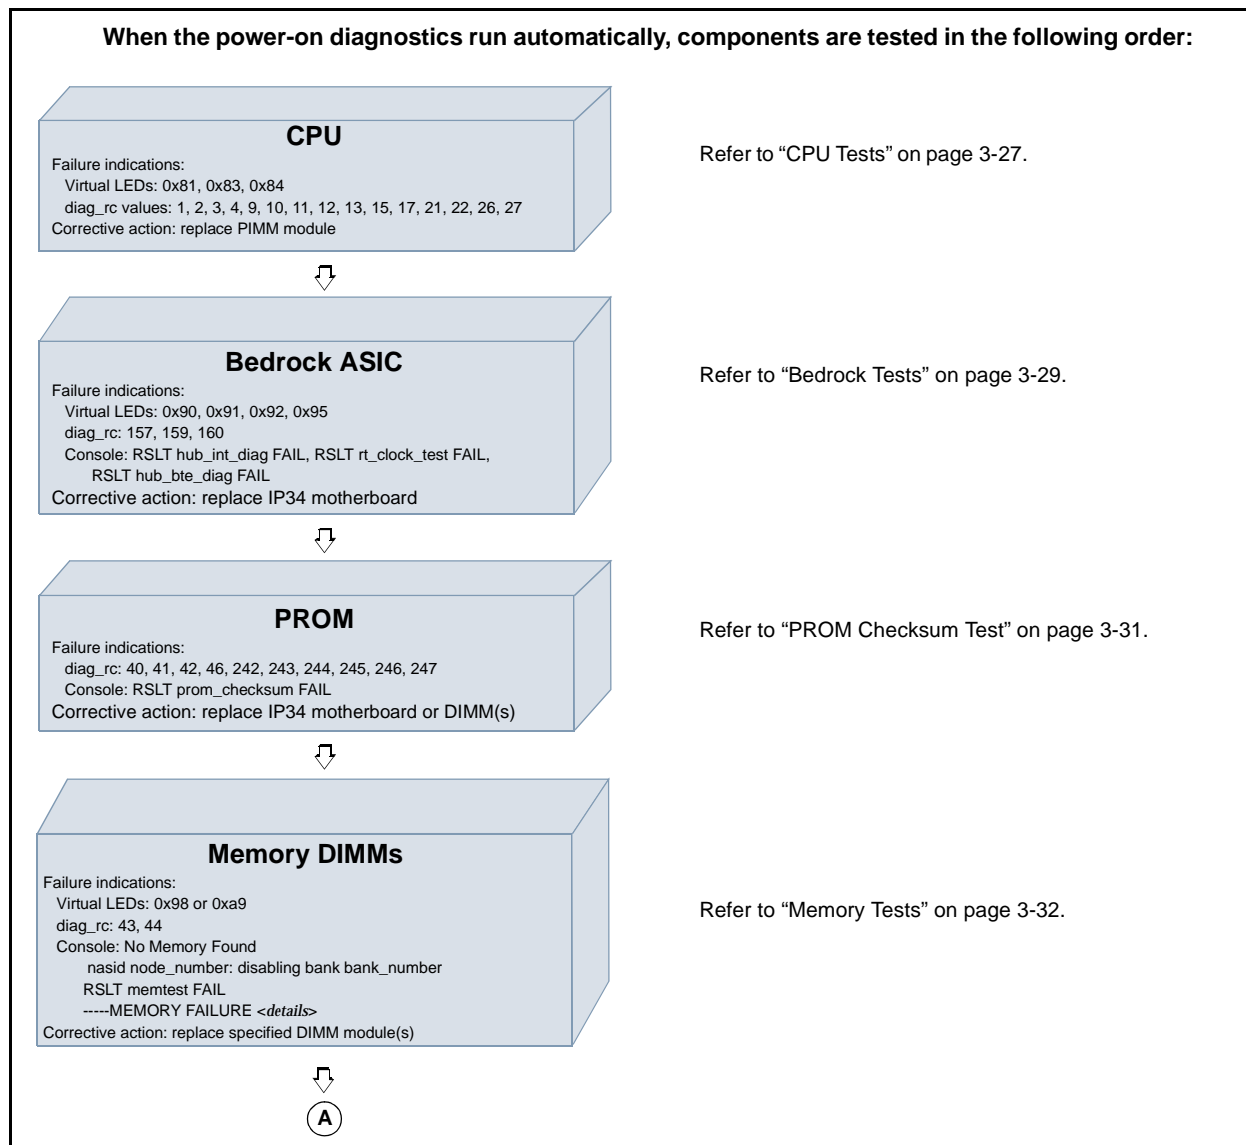 When the power-on diagnostics run automatically, components are tested in the following order:
CPU
Failure indications:
Virtual LEDs: 0x81, 0x83, 0x84
diag_rc values: 1, 2, 3, 4, 9, 10, 11, 12, 13, 15, 17, 21, 22, 26, 27
Corrective action: replace PIMM module
Refer to “CPU Tests” on page 3-27.
Bedrock ASIC
Failure indications:
Virtual LEDs: 0x90, 0x91, 0x92, 0x95
diag_rc: 157, 159, 160
Console: RSLT hub_int_diag FAIL, RSLT rt_clock_test FAIL,
RSLT hub_bte_diag FAIL
Corrective action: replace IP34 motherboard
Refer to “Bedrock Tests” on page 3-29.
PROM
Failure indications:
diag_rc: 40, 41, 42, 46, 242, 243, 244, 245, 246, 247
Console: RSLT prom_checksum FAIL
Corrective action: replace IP34 motherboard or DIMM(s)
Refer to “PROM Checksum Test” on page 3-31.
Memory DIMMs
Failure indications:
Virtual LEDs: 0x98 or 0xa9
diag_rc: 43, 44
Console: No Memory Found
nasid node_number: disabling bank bank_number
RSLT memtest FAIL
-----MEMORY FAILURE <details>
Corrective action: replace specified DIMM module(s)
Refer to “Memory Tests” on page 3-32.
A